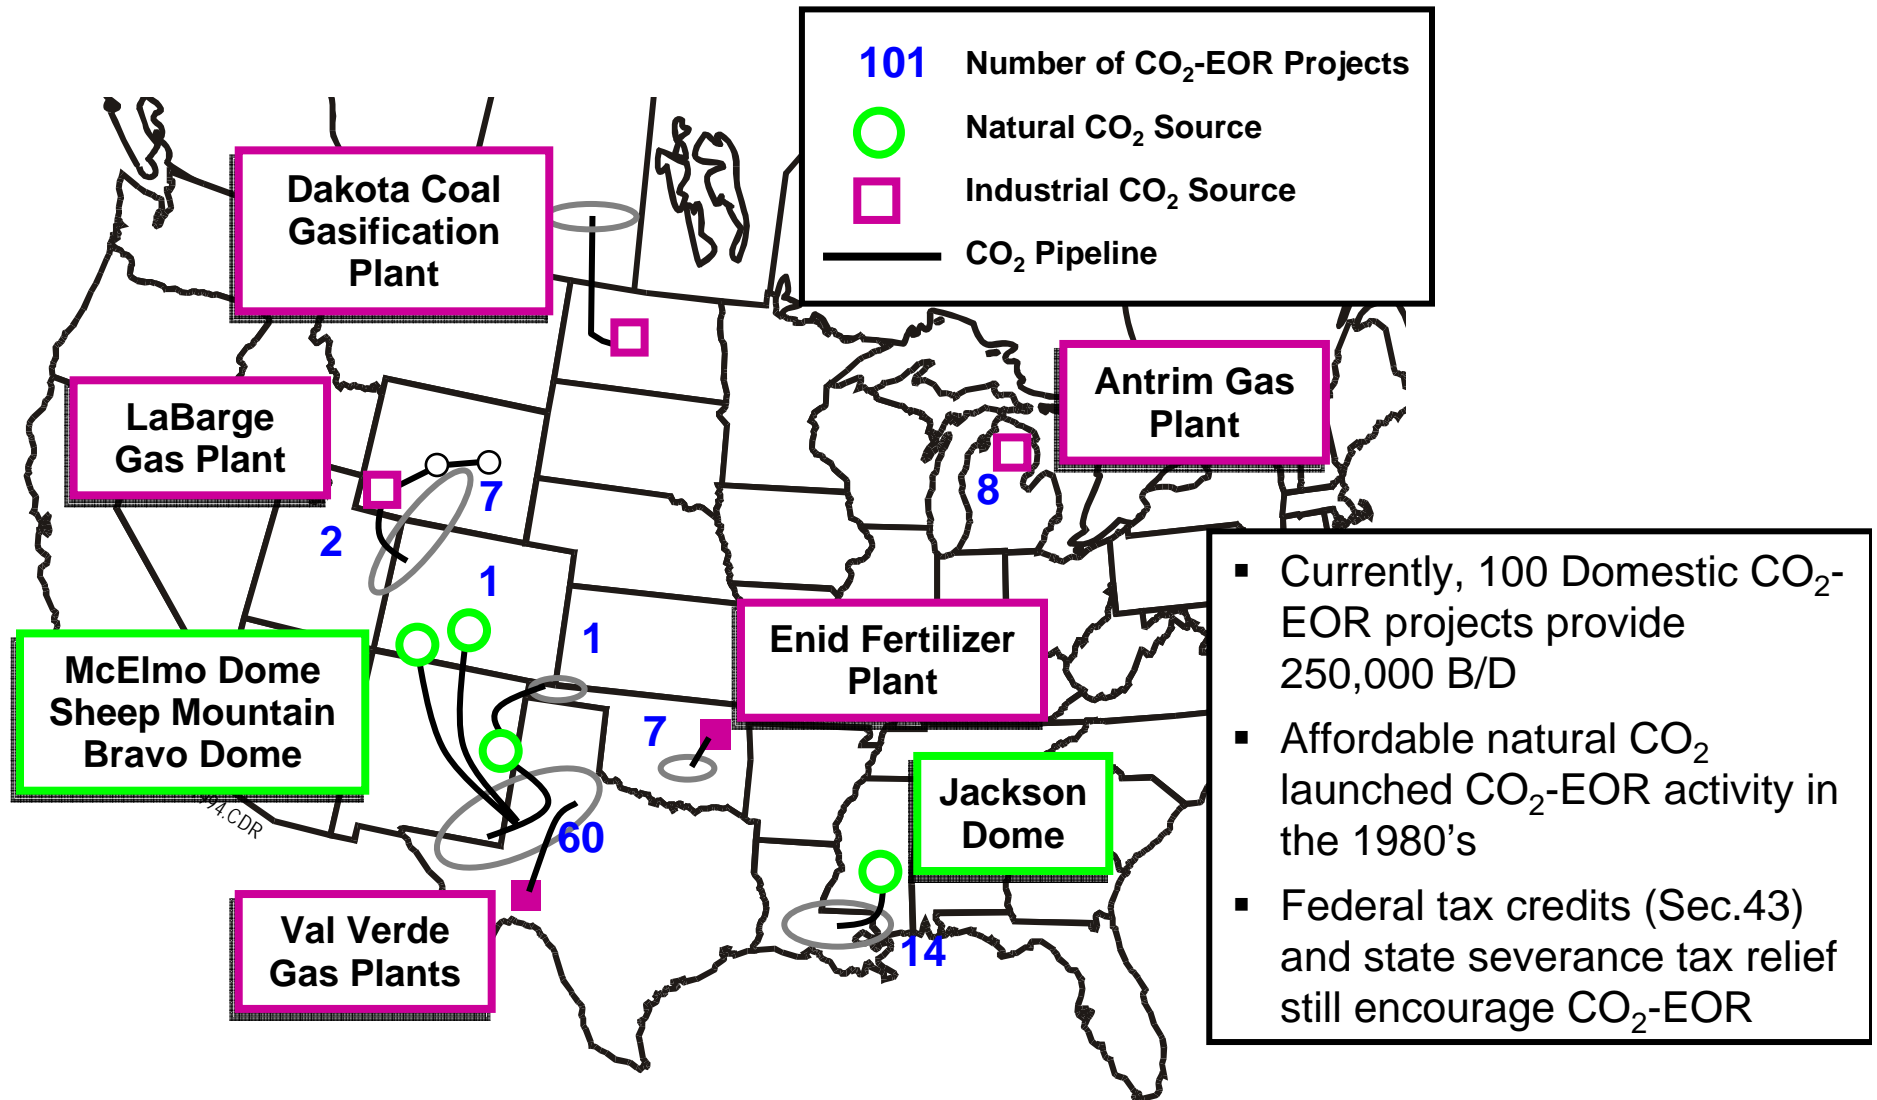 101 Number of CO₂-EOR Projects
Natural CO₂ Source
Industrial CO₂ Source
CO₂ Pipeline
Dakota Coal
Gasification
Plant
LaBarge
Gas Plant
Antrim Gas
Plant
7
8
2
1
1
Enid Fertilizer
Plant
McElmo Dome
Sheep Mountain
Bravo Dome
7
Jackson
Dome
60
14
Val Verde
Gas Plants
494.CDR
▪ Currently, 100 Domestic CO₂-
EOR projects provide
250,000 B/D
▪ Affordable natural CO₂
launched CO₂-EOR activity in
the 1980's
▪ Federal tax credits (Sec.43)
and state severance tax relief
still encourage CO₂-EOR